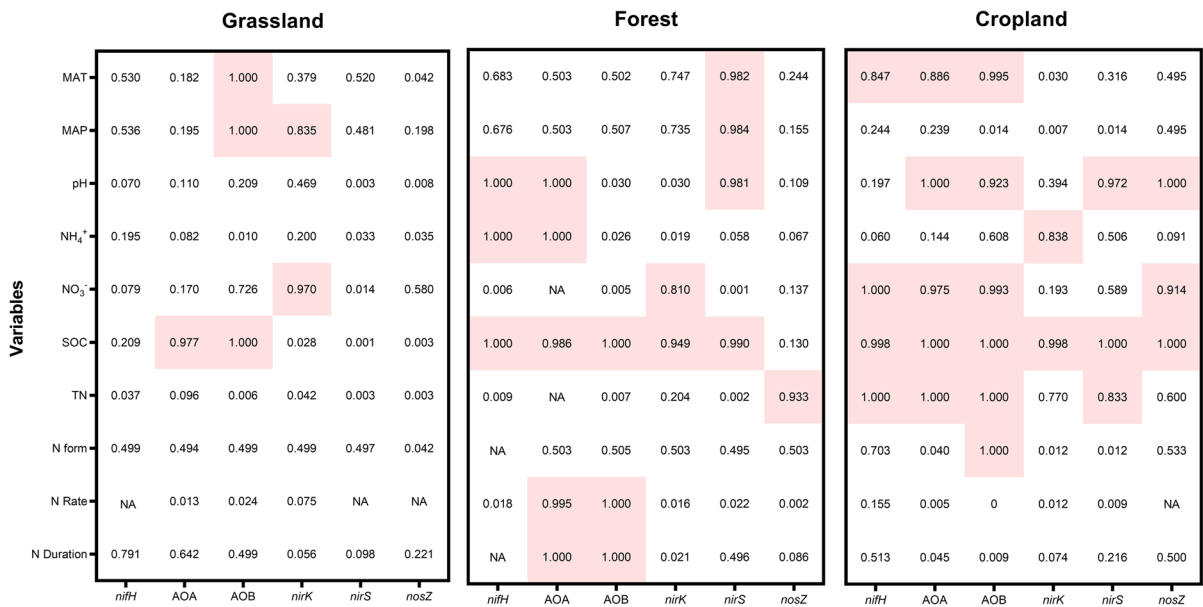 Grassland Forest Cropland
MAT 0.530 0.182 1.000 0.379 0.520 0.042 0.683 0.503 0.502 0.747 0.982 0.244 0.847 0.886 0.995 0.030 0.316 0.495
MAP 0.536 0.195 1.000 0.835 0.481 0.198 0.676 0.503 0.507 0.735 0.984 0.155 0.244 0.239 0.014 0.007 0.014 0.495
pH 0.070 0.110 0.209 0.469 0.003 0.008 1.000 1.000 0.030 0.030 0.981 0.109 0.197 1.000 0.923 0.394 0.972 1.000
NH₄⁺ 0.195 0.082 0.010 0.200 0.033 0.035 1.000 1.000 0.026 0.019 0.058 0.067 0.060 0.144 0.608 0.838 0.506 0.091
NO₃⁻ 0.079 0.170 0.726 0.970 0.014 0.580 0.006 NA 0.005 0.810 0.001 0.137 1.000 0.975 0.993 0.193 0.589 0.914
SOC 0.209 0.977 1.000 0.028 0.001 0.003 1.000 0.986 1.000 0.949 0.990 0.130 0.998 1.000 1.000 0.998 1.000 1.000
TN 0.037 0.096 0.006 0.042 0.003 0.003 0.009 NA 0.007 0.204 0.002 0.933 1.000 1.000 1.000 0.770 0.833 0.600
N form 0.499 0.494 0.499 0.499 0.497 0.042 NA 0.503 0.505 0.503 0.495 0.503 0.703 0.040 1.000 0.012 0.012 0.533
N Rate NA 0.013 0.024 0.075 NA NA 0.018 0.995 1.000 0.016 0.022 0.002 0.155 0.005 0 0.012 0.009 NA
N Duration 0.791 0.642 0.499 0.056 0.098 0.221 NA 1.000 1.000 0.021 0.496 0.086 0.513 0.045 0.009 0.074 0.216 0.500
nifH AOA AOB nirK nirS nosZ nifH AOA AOB nirK nirS nosZ nifH AOA AOB nirK nirS nosZ
Variables